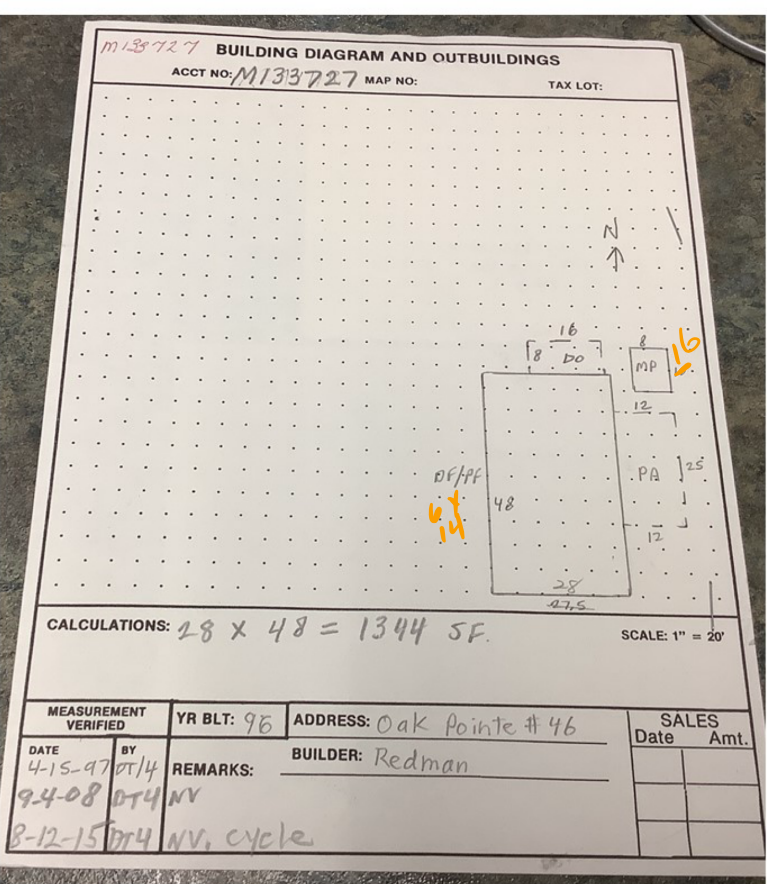 M133727 BUILDING DIAGRAM AND OUTBUILDINGS
ACCT NO: M133727 MAP NO: TAX LOT:
N
16
8 DO
8
16
MP
12
DF/PF
6 x 14
48
PA
25
12
28
27.5
CALCULATIONS: 28 X 48 = 1344 SF.
SCALE: 1" = 20'
MEASUREMENT VERIFIED
YR BLT: 96
ADDRESS: Oak Pointe # 46
SALES
Date Amt.
DATE BY
BUILDER: Redman
4-15-97 DT/4
REMARKS:
9-4-08 DT4 NV
8-12-15 DT4 NV. cycle